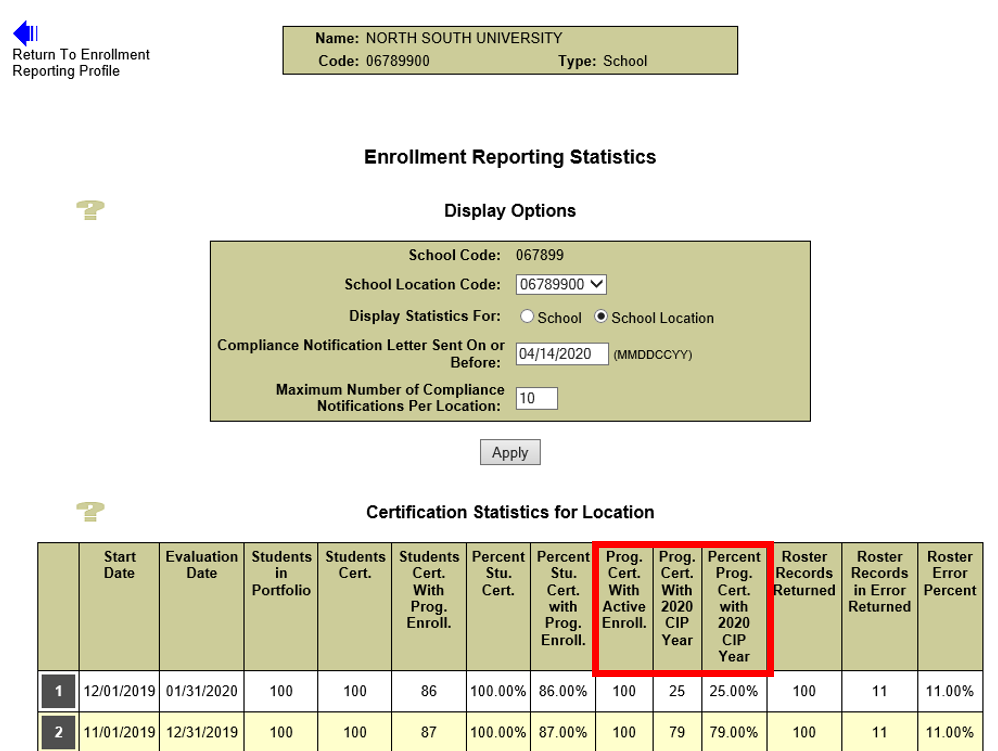 Return To Enrollment
Reporting Profile
Name: NORTH SOUTH UNIVERSITY
Code: 06789900 Type: School
Enrollment Reporting Statistics
?
Display Options
School Code: 067899
School Location Code: 06789900
Display Statistics For: School School Location
Compliance Notification Letter Sent On or
Before: 04/14/2020 (MMDDCCYY)
Maximum Number of Compliance
Notifications Per Location: 10
Apply
?
Certification Statistics for Location
Start Evaluation Students Students Students Percent Percent Prog. Prog. Percent Roster Roster Roster
Date Date in Cert. Cert. Stu. Stu. Cert. Cert. Prog. Records Records Error
Portfolio With Cert. Cert. With With Cert. Returned in Error Percent
Prog. with Active 2020 with Returned
Enroll. Prog. Enroll. CIP 2020
Enroll. Year CIP
Year
1 12/01/2019 01/31/2020 100 100 86 100.00% 86.00% 100 25 25.00% 100 11 11.00%
2 11/01/2019 12/31/2019 100 100 87 100.00% 87.00% 100 79 79.00% 100 11 11.00%